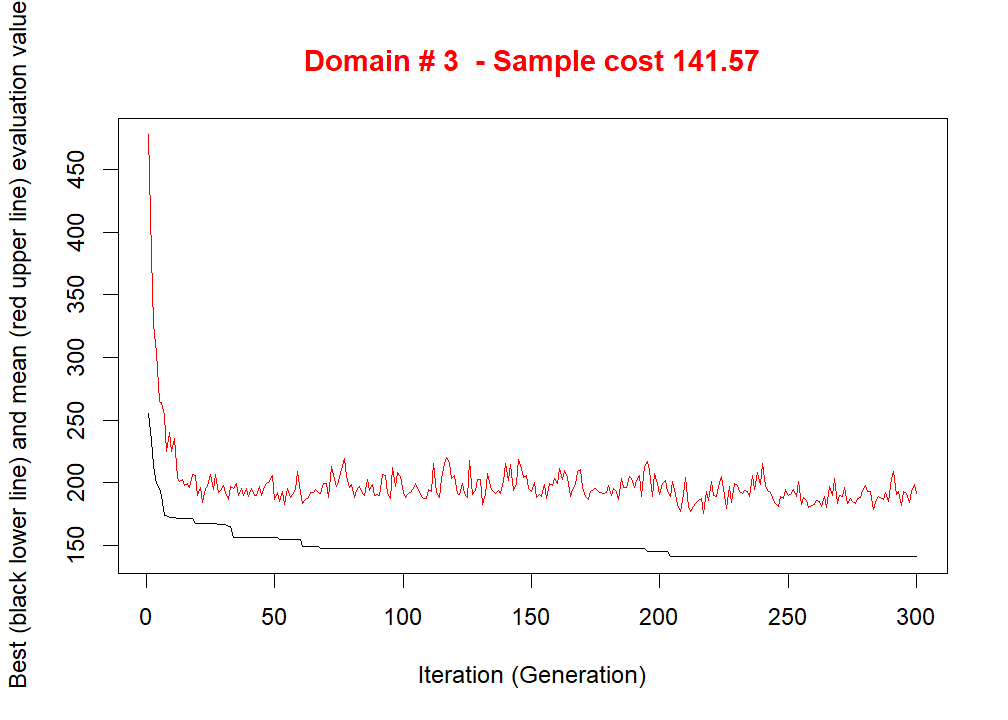 Domain # 3  - Sample cost 141.57
Best (black lower line) and mean (red upper line) evaluation value
450
400
350
300
250
200
150
0 50 100 150 200 250 300
Iteration (Generation)